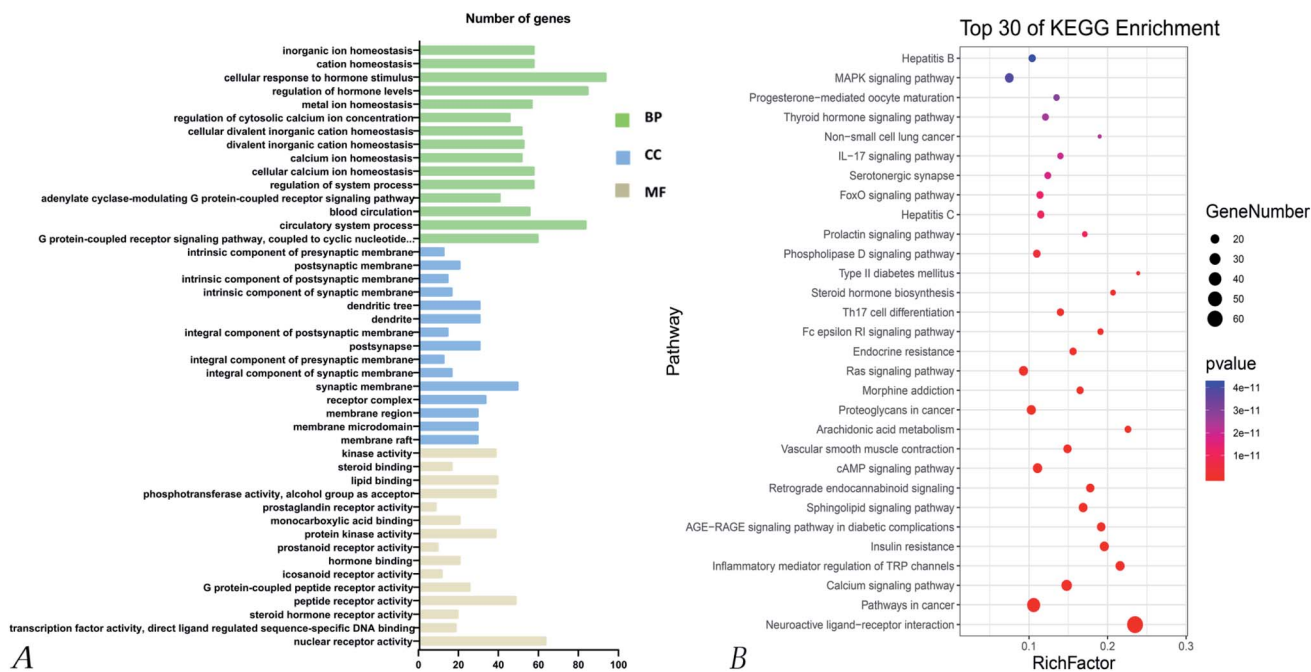 Number of genes
inorganic ion homeostasis
cation homeostasis
cellular response to hormone stimulus
regulation of hormone levels
metal ion homeostasis
regulation of cytosolic calcium ion concentration
cellular divalent inorganic cation homeostasis
divalent inorganic cation homeostasis
calcium ion homeostasis
cellular calcium ion homeostasis
regulation of system process
adenylate cyclase-modulating G protein-coupled receptor signaling pathway
blood circulation
circulatory system process
G protein-coupled receptor signaling pathway, coupled to cyclic nucleotide...
intrinsic component of presynaptic membrane
postsynaptic membrane
intrinsic component of postsynaptic membrane
intrinsic component of synaptic membrane
dendritic tree
dendrite
integral component of postsynaptic membrane
postsynapse
integral component of presynaptic membrane
integral component of synaptic membrane
synaptic membrane
receptor complex
membrane region
membrane microdomain
membrane raft
kinase activity
steroid binding
lipid binding
phosphotransferase activity, alcohol group as acceptor
prostaglandin receptor activity
monocarboxylic acid binding
protein kinase activity
prostanoid receptor activity
hormone binding
icosanoid receptor activity
G protein-coupled peptide receptor activity
peptide receptor activity
steroid hormone receptor activity
transcription factor activity, direct ligand regulated sequence-specific DNA binding
nuclear receptor activity
0 20 40 60 80 100
BP
CC
MF
A
Top 30 of KEGG Enrichment
Pathway
Hepatitis B
MAPK signaling pathway
Progesterone-mediated oocyte maturation
Thyroid hormone signaling pathway
Non-small cell lung cancer
IL-17 signaling pathway
Serotonergic synapse
FoxO signaling pathway
Hepatitis C
Prolactin signaling pathway
Phospholipase D signaling pathway
Type II diabetes mellitus
Steroid hormone biosynthesis
Th17 cell differentiation
Fc epsilon RI signaling pathway
Endocrine resistance
Ras signaling pathway
Morphine addiction
Proteoglycans in cancer
Arachidonic acid metabolism
Vascular smooth muscle contraction
cAMP signaling pathway
Retrograde endocannabinoid signaling
Sphingolipid signaling pathway
AGE-RAGE signaling pathway in diabetic complications
Insulin resistance
Inflammatory mediator regulation of TRP channels
Calcium signaling pathway
Pathways in cancer
Neuroactive ligand-receptor interaction
0.1 0.2 0.3
RichFactor
GeneNumber
20
30
40
50
60
pvalue
4e-11
3e-11
2e-11
1e-11
B